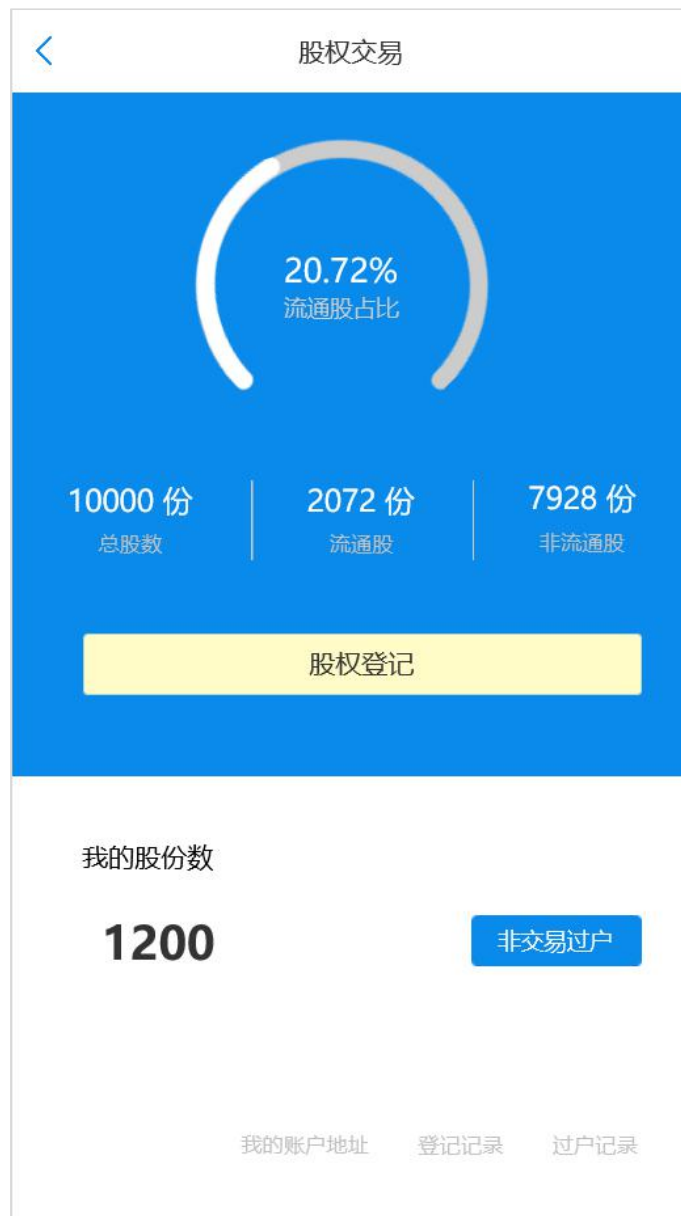 股权交易
20.72%
流通股占比
10000 份
2072 份
7928 份
总股数
流通股
非流通股
股权登记
我的股份数
1200
非交易过户
我的账户地址
登记记录
过户记录